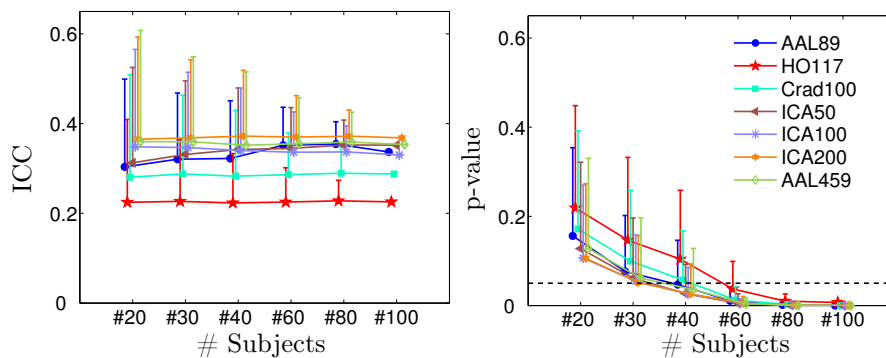 ICC
0.6
0.4
0.2
0
#20 #30 #40 #60 #80 #100
# Subjects
p-value
0.6
0.4
0.2
0
#20 #30 #40 #60 #80 #100
# Subjects
AAL89
HO117
Crad100
ICA50
ICA100
ICA200
AAL459